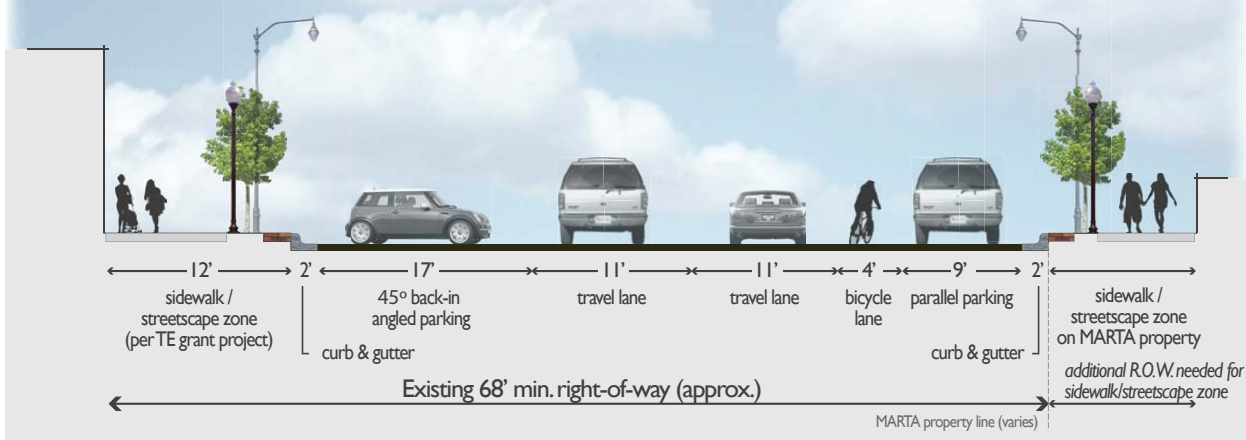 12’
2’
17’
11’
11’
4’
9’
2’
sidewalk /
streetscape zone
(per TE grant project)
45º back-in
angled parking
travel lane
travel lane
bicycle
lane
parallel parking
sidewalk /
streetscape zone
on MARTA property
curb & gutter
curb & gutter
additional R.O.W. needed for
sidewalk/streetscape zone
Existing 68’ min. right-of-way (approx.)
MARTA property line (varies)